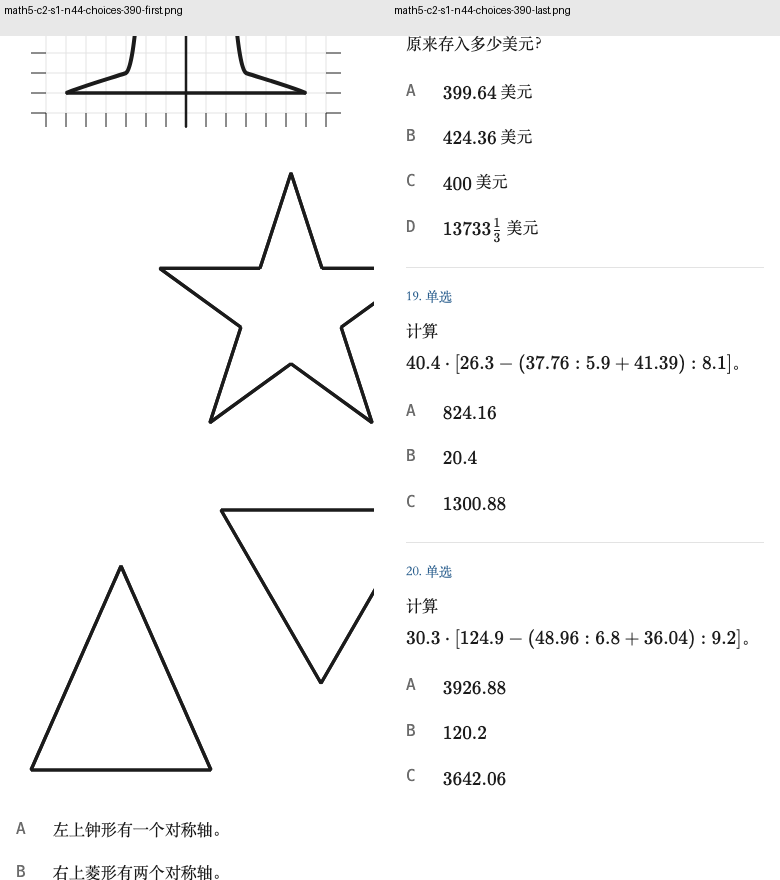 math5-c2-s1-n44-choices-390-first.png
A 左上钟形有一个对称轴。
B 右上菱形有两个对称轴。
math5-c2-s1-n44-choices-390-last.png
原来存入多少美元?
A 399.64 美元
B 424.36 美元
C 400 美元
D 13733\frac{1}{3} 美元
19. 单选
计算
40.4 · [26.3 − (37.76 : 5.9 + 41.39) : 8.1]。
A 824.16
B 20.4
C 1300.88
20. 单选
计算
30.3 · [124.9 − (48.96 : 6.8 + 36.04) : 9.2]。
A 3926.88
B 120.2
C 3642.06